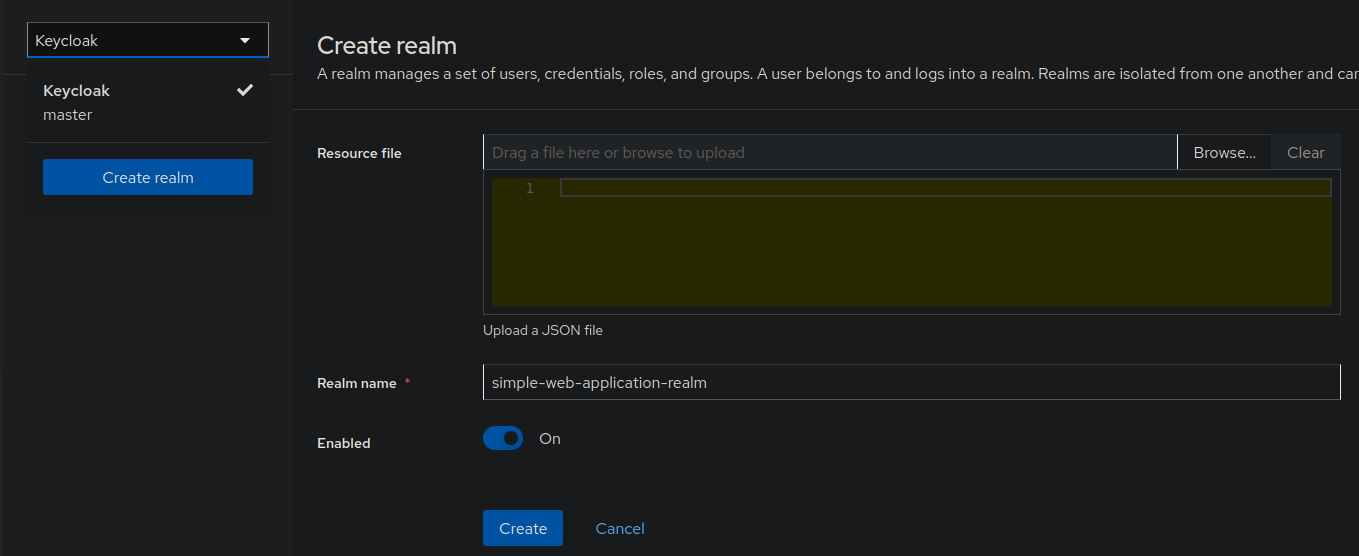 Keycloak
Keycloak
master
Create realm
Create realm
A realm manages a set of users, credentials, roles, and groups. A user belongs to and logs into a realm. Realms are isolated from one another and
Resource file
Drag a file here or browse to upload
Browse...
Clear
1
Upload a JSON file
Realm name *
simple-web-application-realm
Enabled
On
Create
Cancel